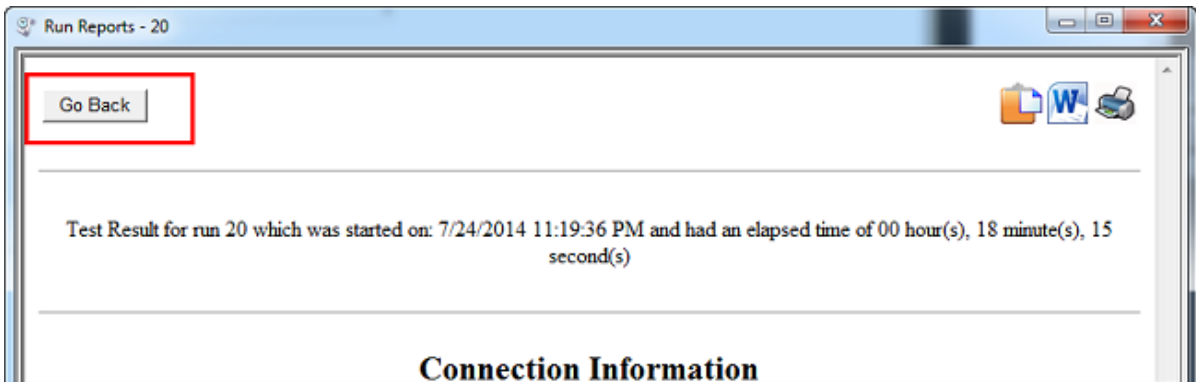 Run Reports - 20
Go Back
W
Test Result for run 20 which was started on: 7/24/2014 11:19:36 PM and had an elapsed time of 00 hour(s), 18 minute(s), 15
second(s)
Connection Information